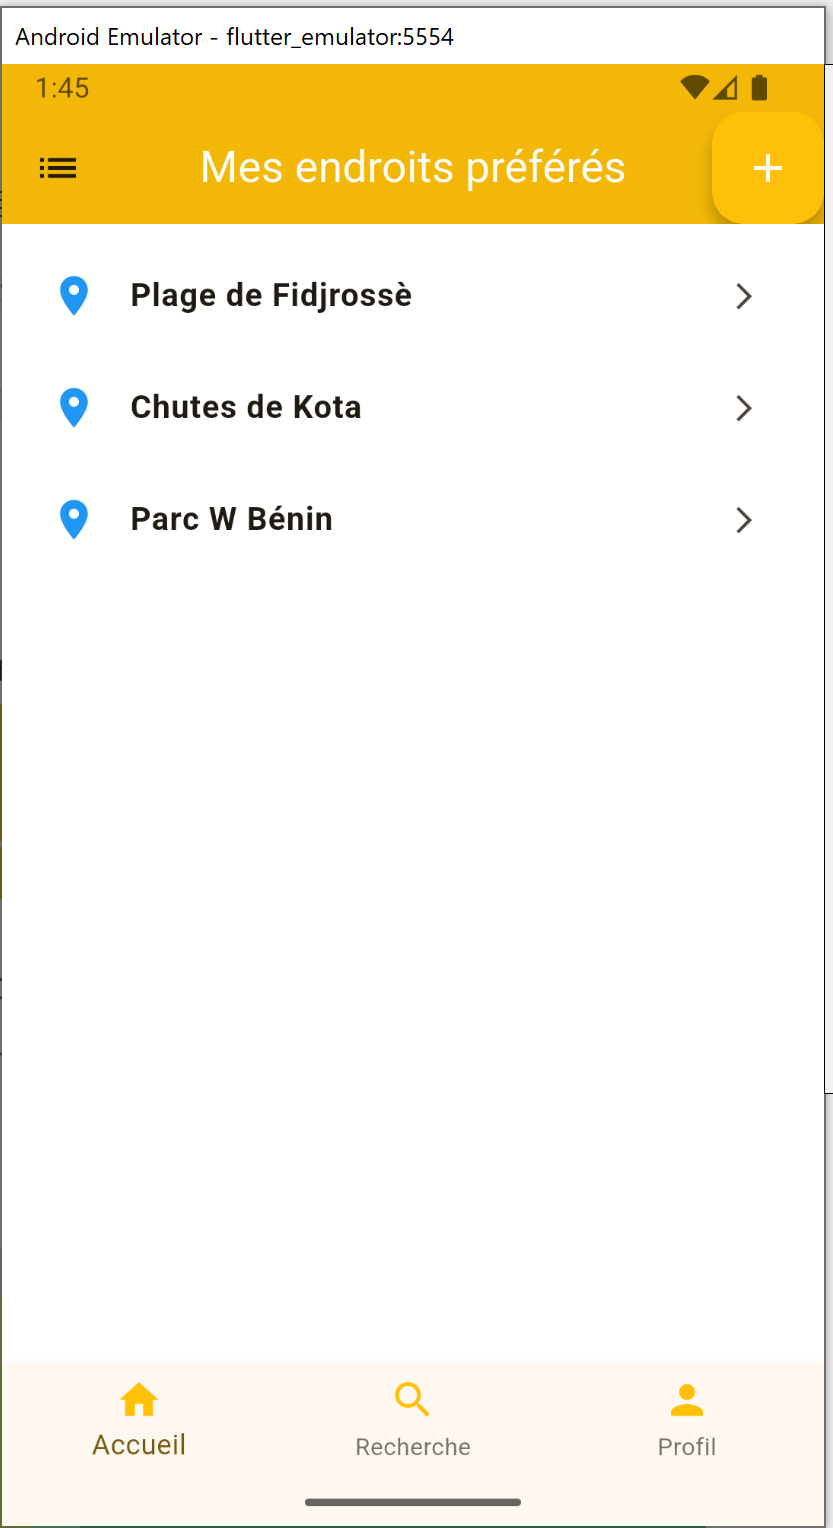 Android Emulator - flutter_emulator:5554
1:45
Mes endroits préférés
Plage de Fidjrossè
Chutes de Kota
Parc W Bénin
Accueil
Recherche
Profil